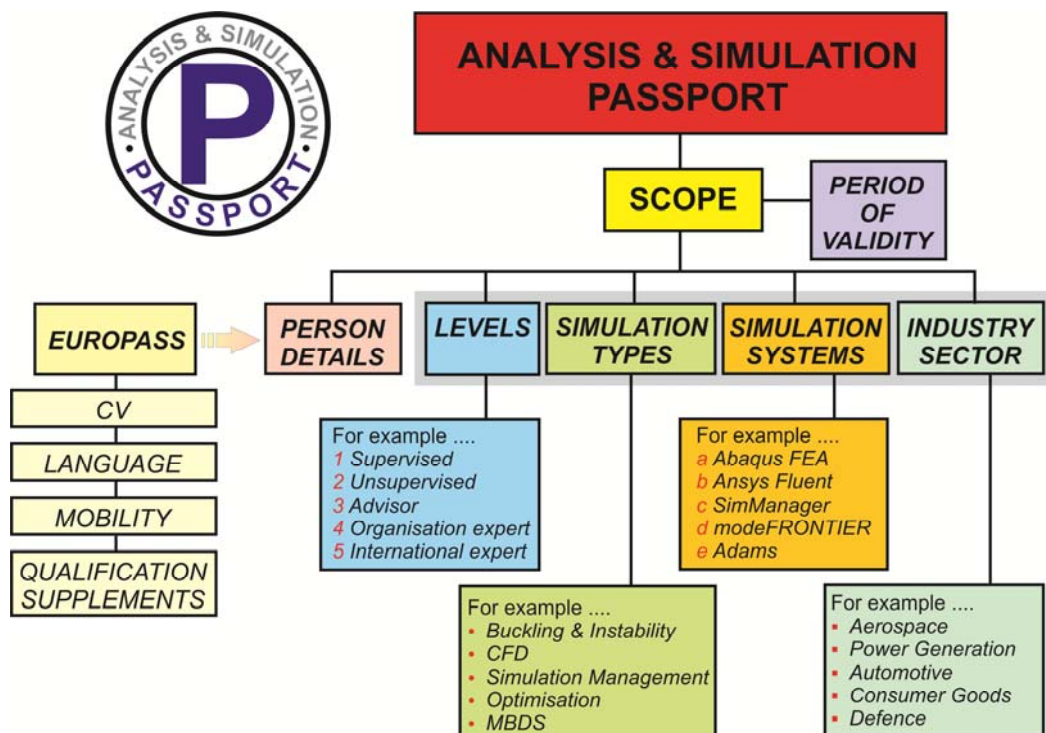 ANALYSIS & SIMULATION
PASSPORT
P
ANALYSIS & SIMULATION
PASSPORT
SCOPE
PERIOD
OF
VALIDITY
EUROPASS
PERSON
DETAILS
LEVELS
SIMULATION
TYPES
SIMULATION
SYSTEMS
INDUSTRY
SECTOR
CV
LANGUAGE
MOBILITY
QUALIFICATION
SUPPLEMENTS
For example ....
1 Supervised
2 Unsupervised
3 Advisor
4 Organisation expert
5 International expert
For example ....
a Abaqus FEA
b Ansys Fluent
c SimManager
d modeFRONTIER
e Adams
For example ....
• Buckling & Instability
• CFD
• Simulation Management
• Optimisation
• MBDS
For example ....
▪ Aerospace
▪ Power Generation
▪ Automotive
▪ Consumer Goods
▪ Defence